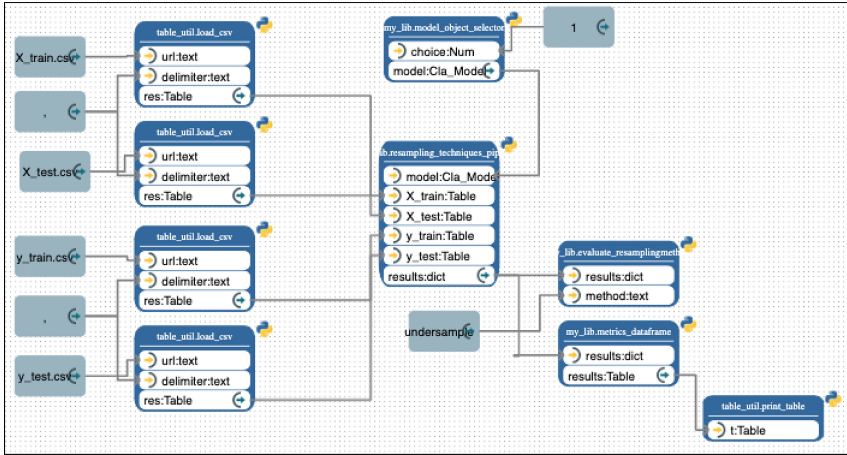 table_util.load_csv
X_train.csv
url:text
,
delimiter:text
res:Table
my_lib.model_object_selector
choice:Num
model:Cla_Model
1
table_util.load_csv
X_test.csv
url:text
delimiter:text
res:Table
lib.resampling_techniques_pip
model:Cla_Mode
X_train:Table
X_test:Table
y_train:Table
y_test:Table
results:dict
table_util.load_csv
y_train.csv
url:text
,
delimiter:text
res:Table
table_util.load_csv
y_test.csv
url:text
delimiter:text
res:Table
undersample
y_lib.evaluate_resamplingmeth
results:dict
method:text
my_lib.metrics_dataframe
results:dict
results:Table
table_util.print_table
t:Table